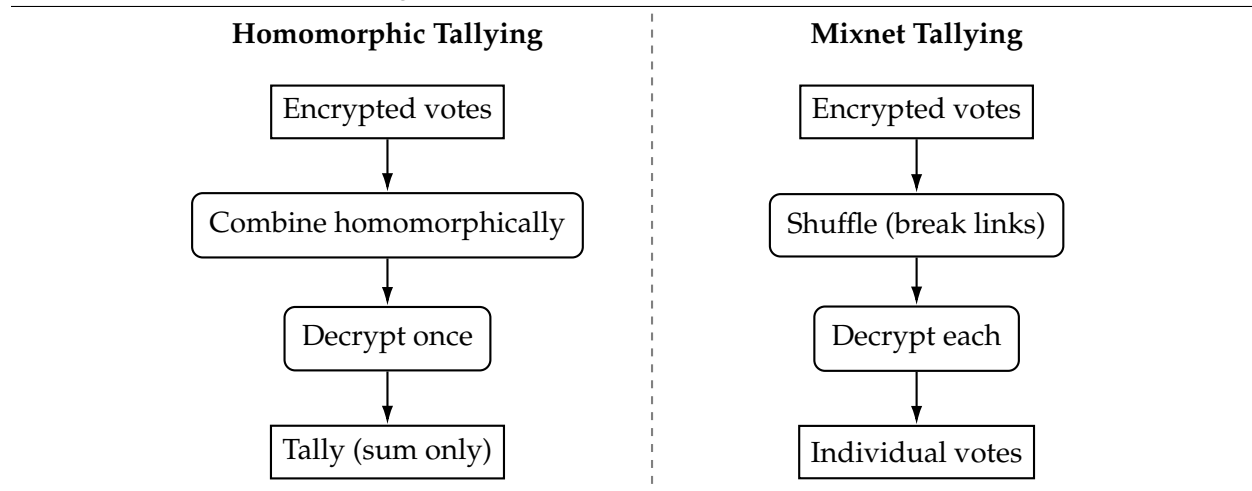 Homomorphic Tallying
Encrypted votes
Combine homomorphically
Decrypt once
Tally (sum only)
Mixnet Tallying
Encrypted votes
Shuffle (break links)
Decrypt each
Individual votes